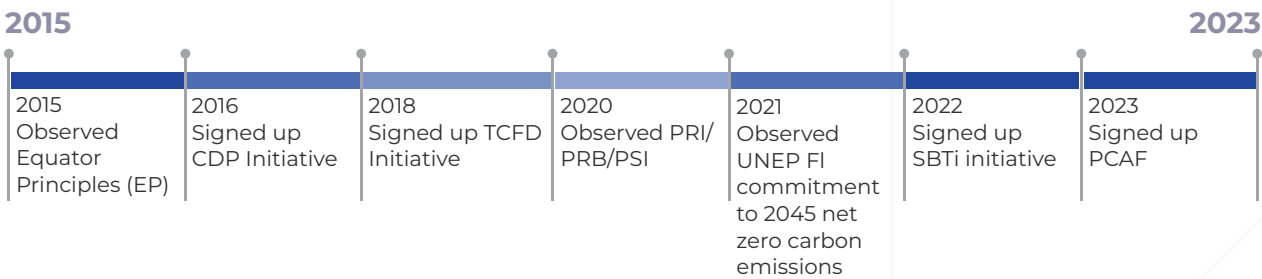 2015
2023
2015
Observed
Equator
Principles (EP)
2016
Signed up
CDP Initiative
2018
Signed up TCFD
Initiative
2020
Observed PRI/
PRB/PSI
2021
Observed
UNEP FI
commitment
to 2045 net
zero carbon
emissions
2022
Signed up
SBTi initiative
2023
Signed up
PCAF